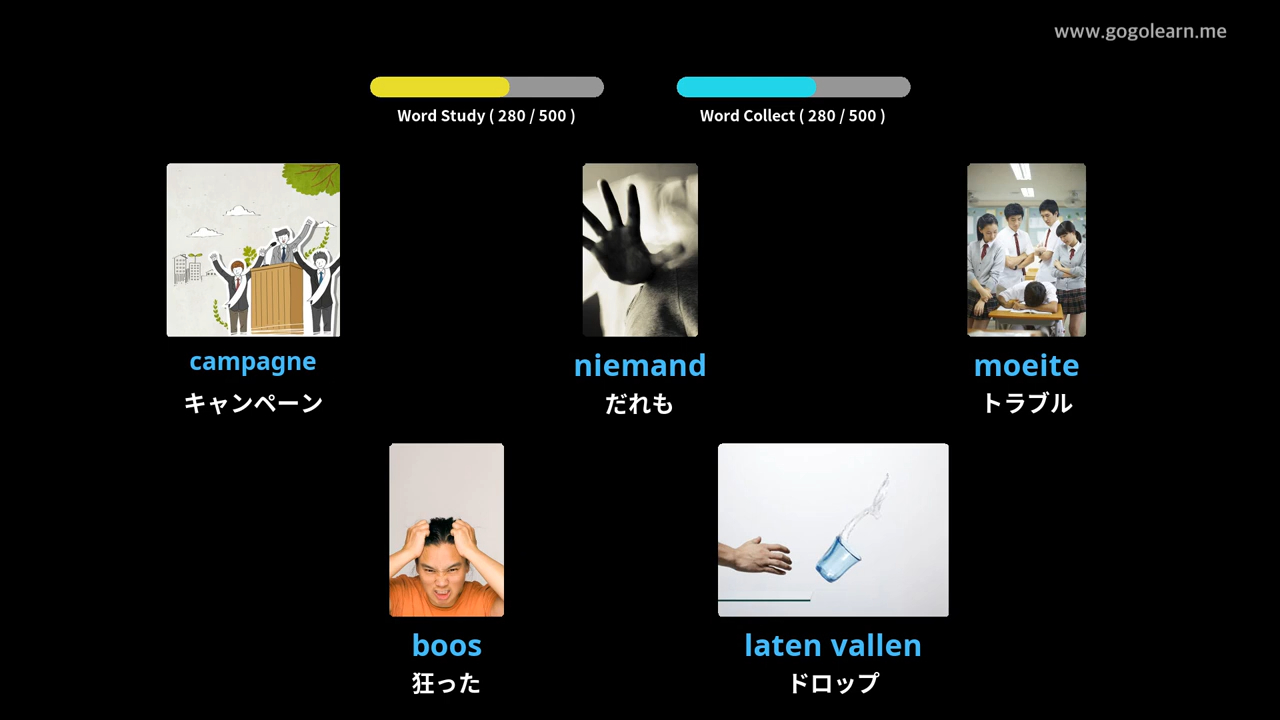 www.gogolearn.me
Word Study ( 280 / 500 )
Word Collect ( 280 / 500 )
campagne
キャンペーン
niemand
だれも
moeite
トラブル
boos
狂った
laten vallen
ドロップ